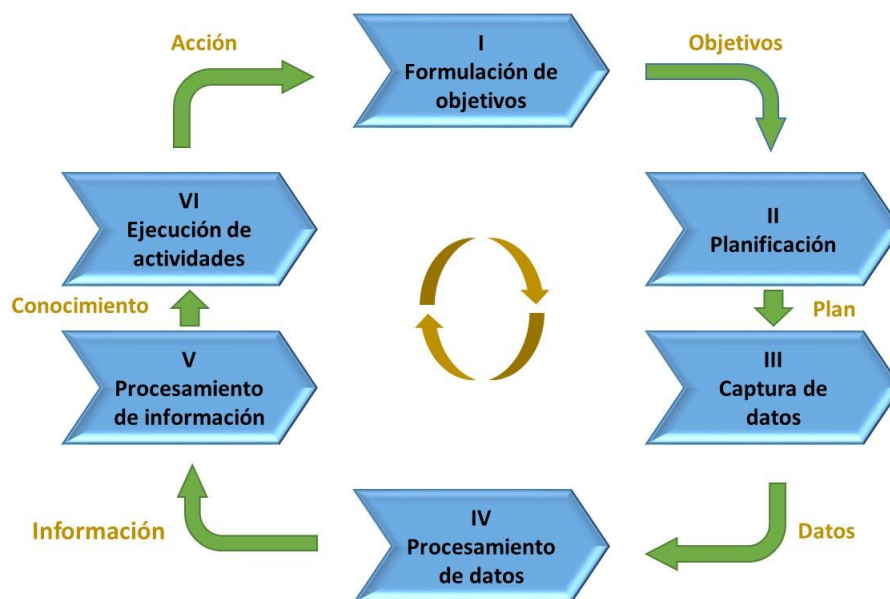 Acción
I
Formulación de
objetivos
Objetivos
II
Planificación
Plan
III
Captura de
datos
Datos
IV
Procesamiento
de datos
Información
V
Procesamiento
de información
Conocimiento
VI
Ejecución de
actividades